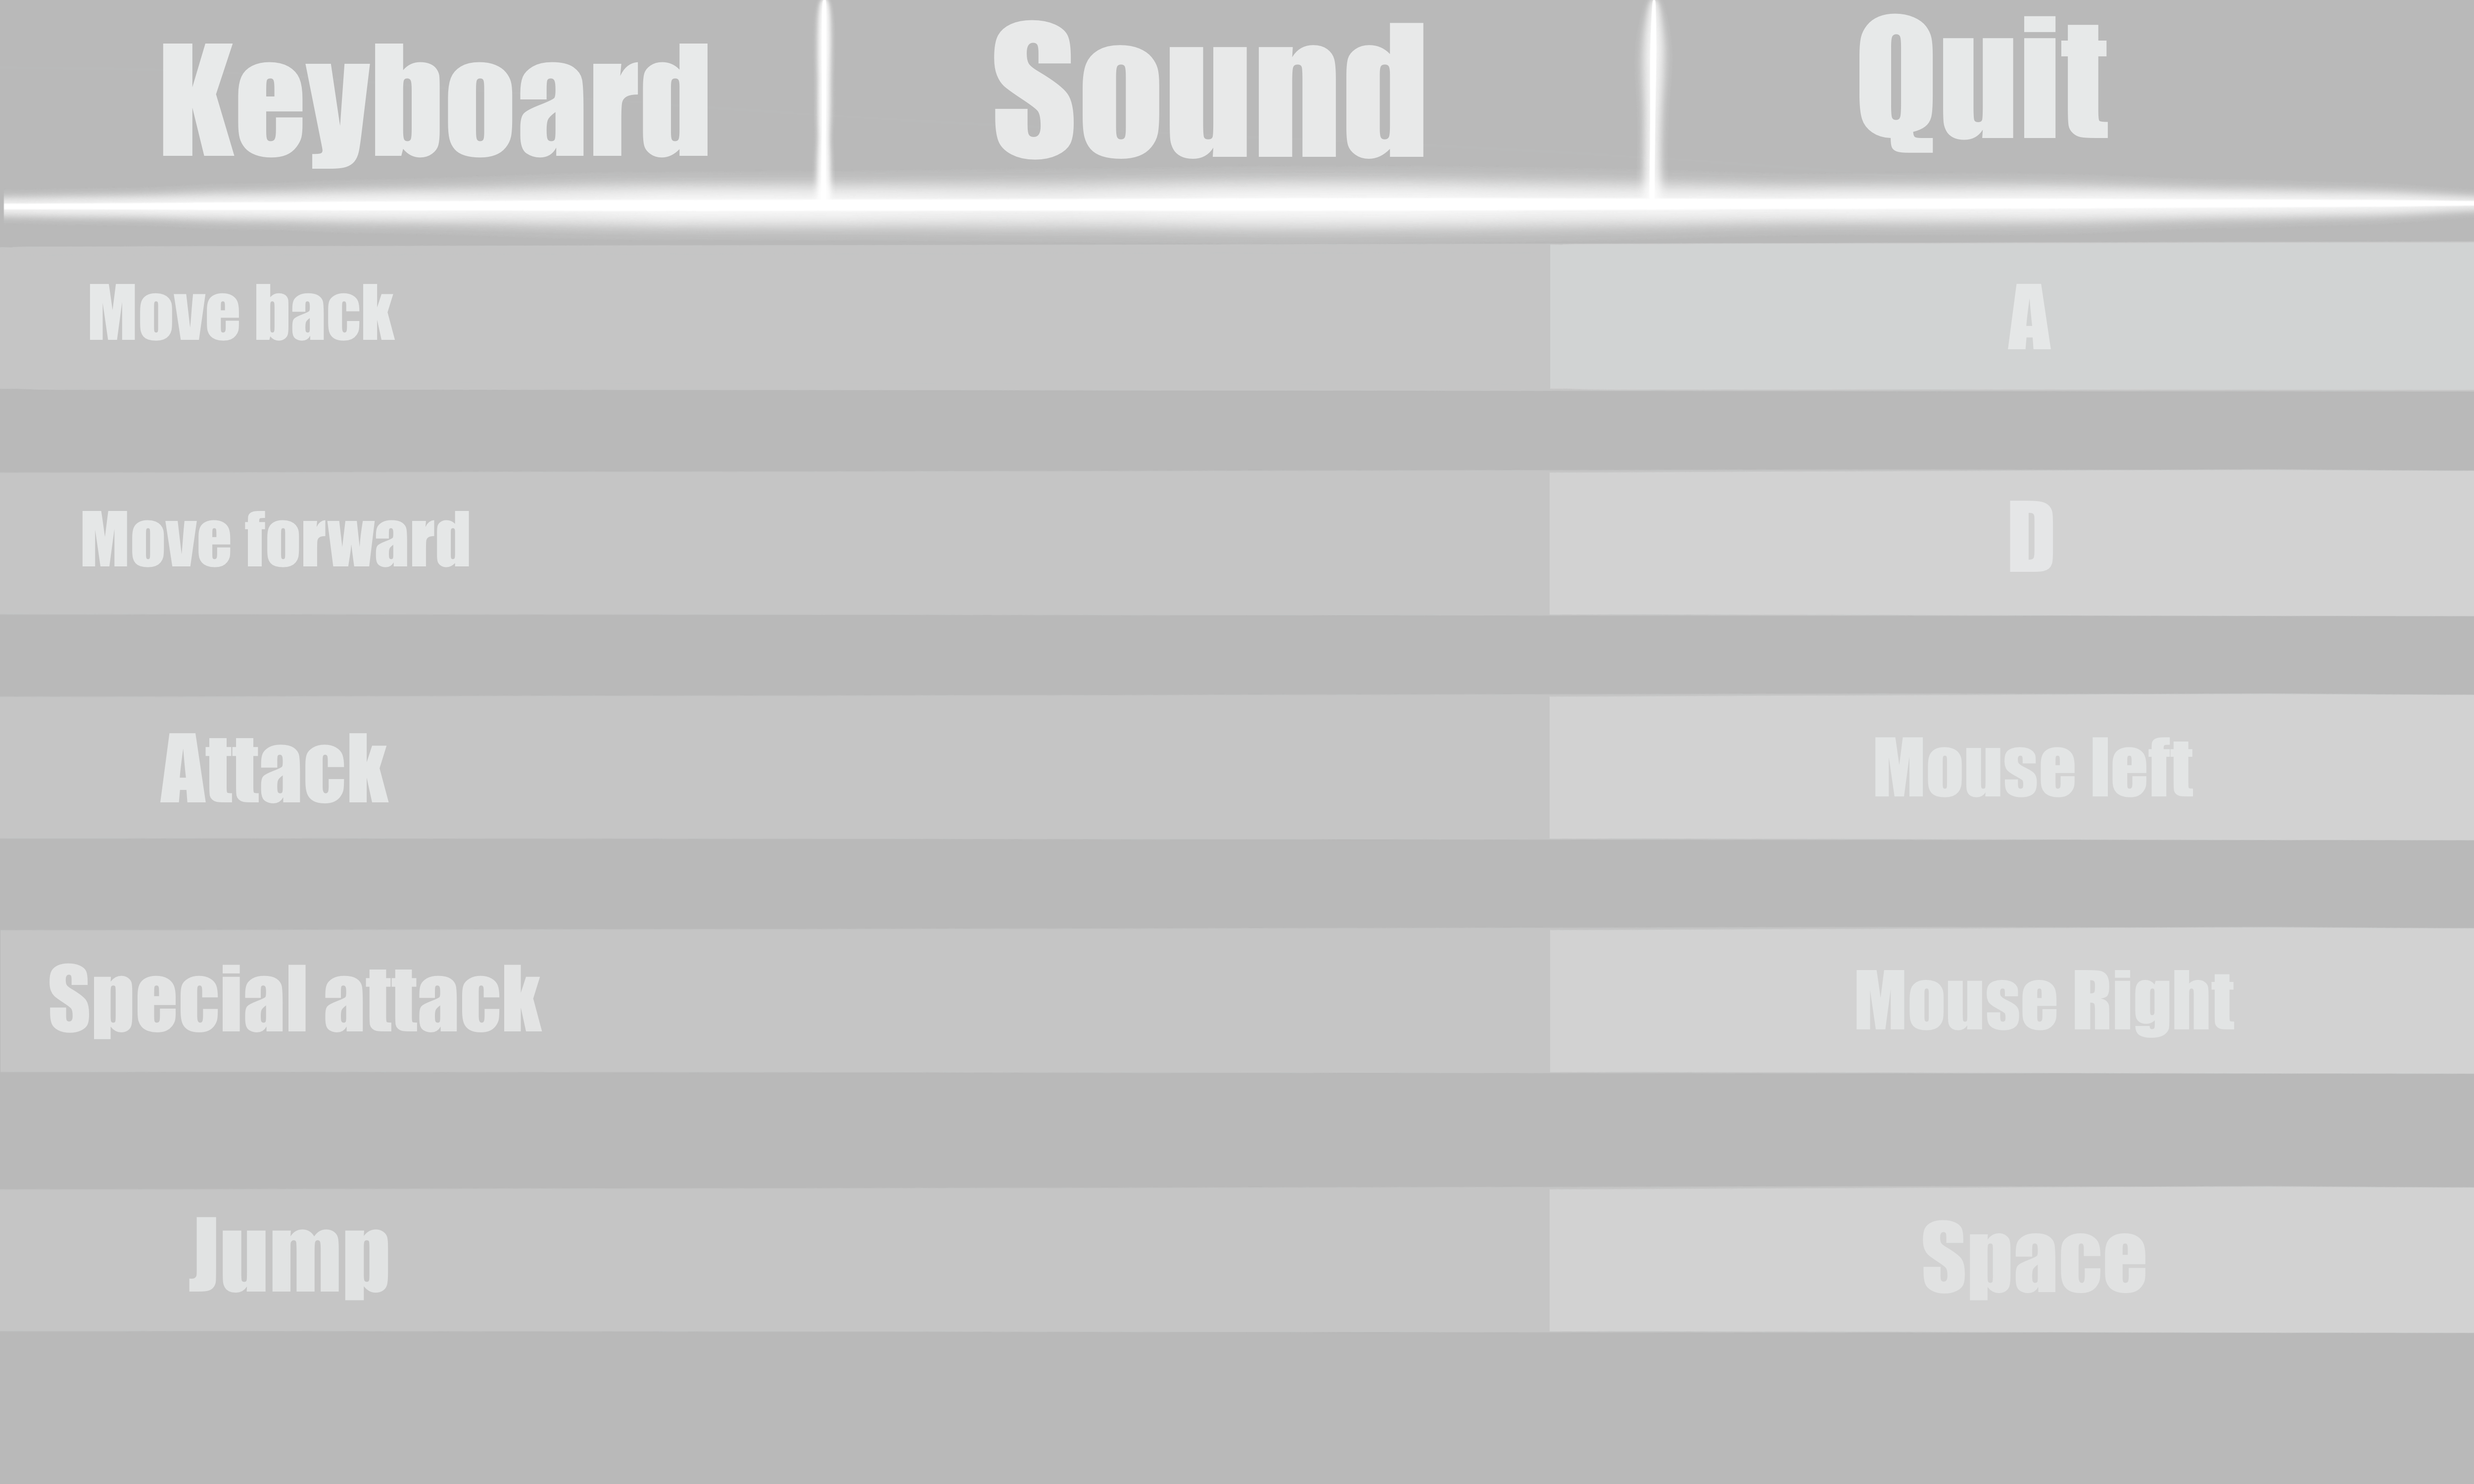 Keyboard Sound Quit
Move back A
Move forward D
Attack Mouse left
Special attack Mouse Right
Jump Space